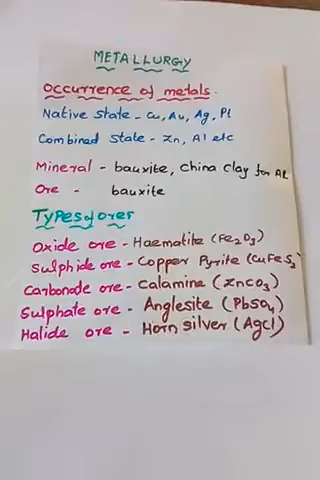 METALLURGY
Occurrence of metals.
Native State - Cu, Au, Ag, Pt
Combined State - Zn, Al etc
Mineral - bauxite, China clay for Al
Ore - bauxite
Types of ores
Oxide ore - Haematite (Fe2O3)
Sulphide ore - Copper Pyrite (CuFeS2
Carbonate ore - Calamine (ZnCO3)
Sulphate ore - Anglesite (PbSO4)
Halide ore - Horn silver (AgCl)